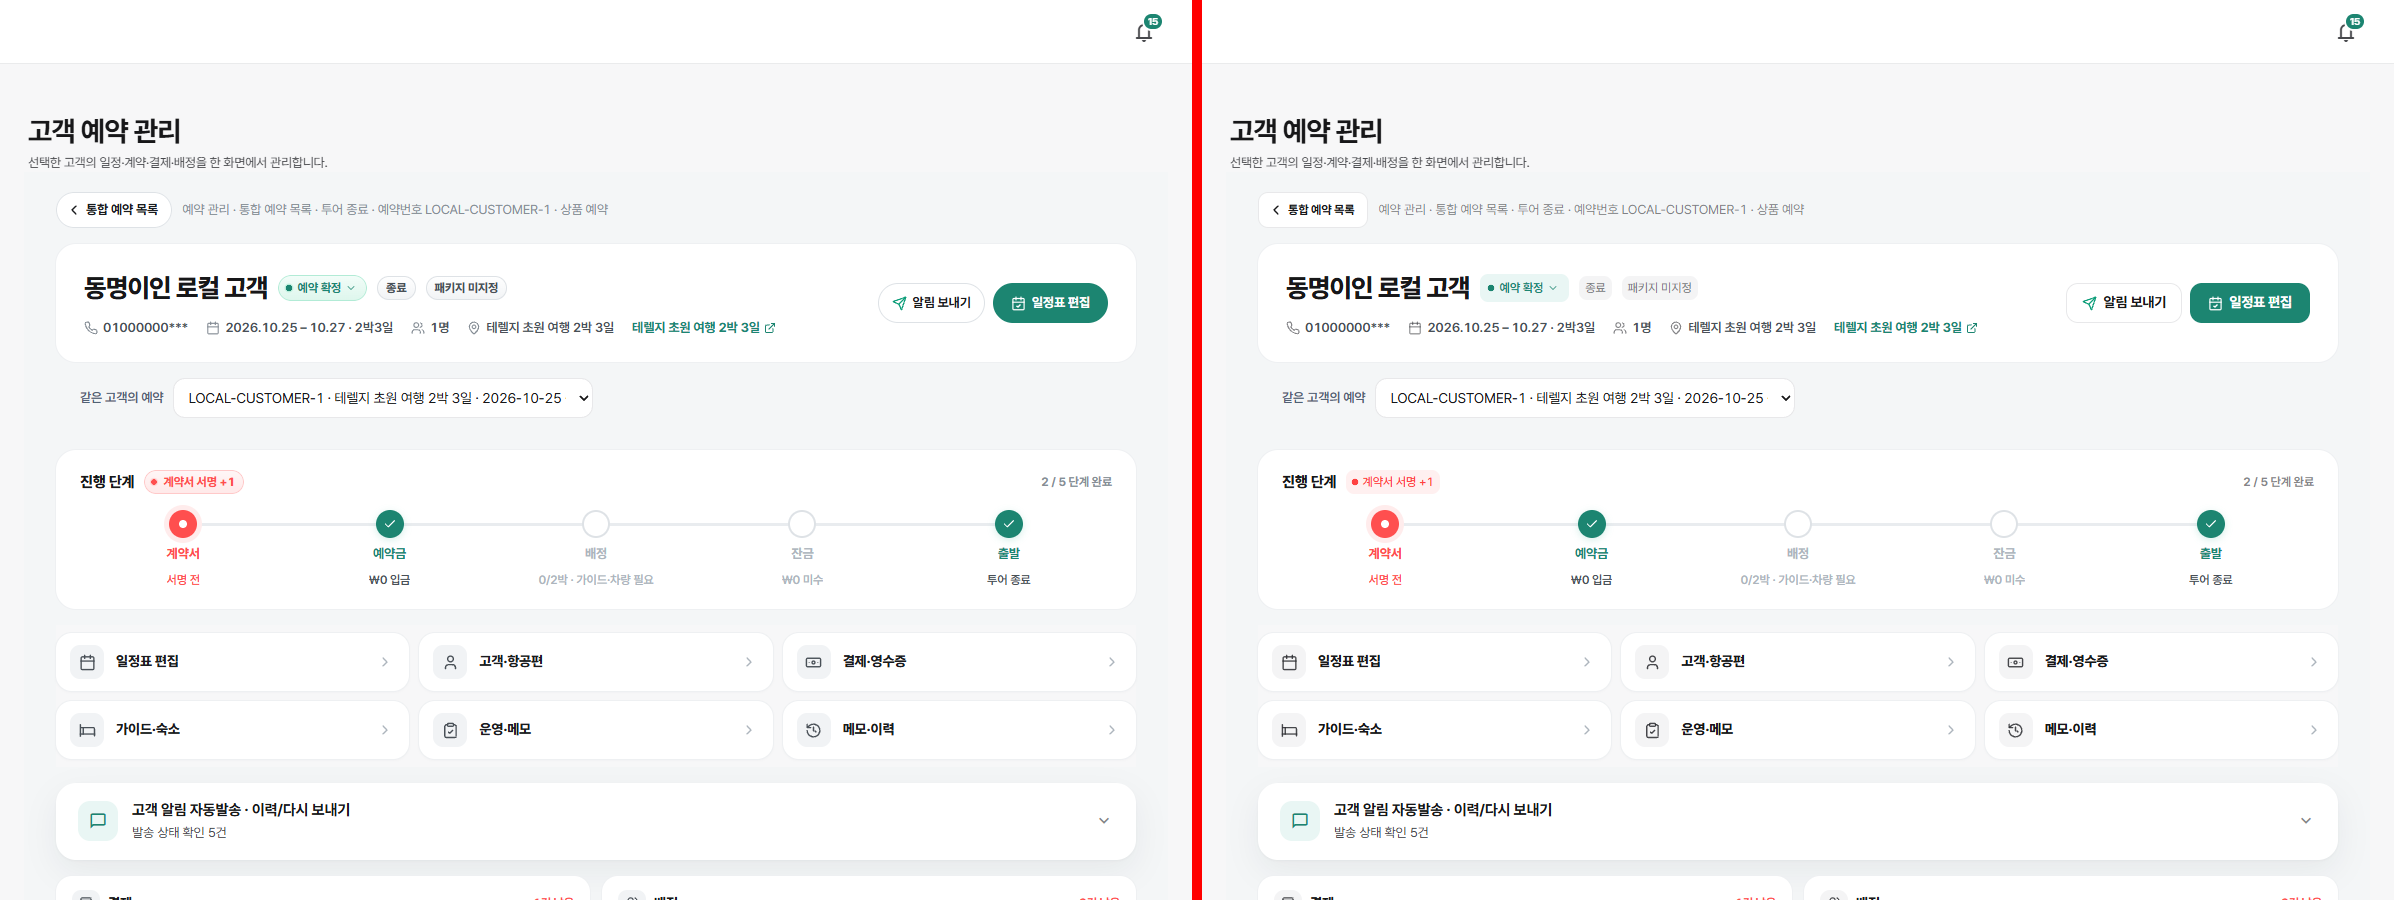 15
고객 예약 관리
선택한 고객의 일정·계약·결제·배정을 한 화면에서 관리합니다.
통합 예약 목록
예약 관리 · 통합 예약 목록 · 투어 종료 · 예약번호 LOCAL-CUSTOMER-1 · 상품 예약
동명이인 로컬 고객
예약 확정
종료
패키지 미지정
01000000***
2026.10.25 – 10.27 · 2박3일
1명
테렐지 초원 여행 2박 3일
테렐지 초원 여행 2박 3일
알림 보내기
일정표 편집
같은 고객의 예약
LOCAL-CUSTOMER-1 · 테렐지 초원 여행 2박 3일 · 2026-10-25
진행 단계
계약서 서명 +1
2 / 5 단계 완료
계약서
예약금
배정
잔금
출발
서명 전
₩0 입금
0/2박 · 가이드·차량 필요
₩0 미수
투어 종료
일정표 편집
고객·항공편
결제·영수증
가이드·숙소
운영·메모
메모·이력
고객 알림 자동발송 · 이력/다시 보내기
발송 상태 확인 5건
15
고객 예약 관리
선택한 고객의 일정·계약·결제·배정을 한 화면에서 관리합니다.
통합 예약 목록
예약 관리 · 통합 예약 목록 · 투어 종료 · 예약번호 LOCAL-CUSTOMER-1 · 상품 예약
동명이인 로컬 고객
예약 확정
종료
패키지 미지정
01000000***
2026.10.25 – 10.27 · 2박3일
1명
테렐지 초원 여행 2박 3일
테렐지 초원 여행 2박 3일
알림 보내기
일정표 편집
같은 고객의 예약
LOCAL-CUSTOMER-1 · 테렐지 초원 여행 2박 3일 · 2026-10-25
진행 단계
계약서 서명 +1
2 / 5 단계 완료
계약서
예약금
배정
잔금
출발
서명 전
₩0 입금
0/2박 · 가이드·차량 필요
₩0 미수
투어 종료
일정표 편집
고객·항공편
결제·영수증
가이드·숙소
운영·메모
메모·이력
고객 알림 자동발송 · 이력/다시 보내기
발송 상태 확인 5건